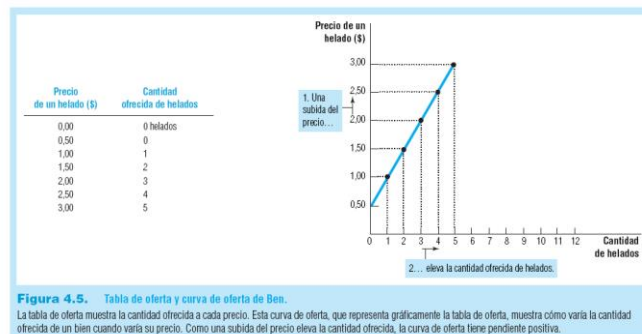 Precio de un
helado ($)
Precio
de un helado ($)
Cantidad
ofrecida de helados
0,00 0 helados
0,50 0
1,00 1
1,50 2
2,00 3
2,50 4
3,00 5
3,00
2,50
2,00
1,50
1,00
0,50
1. Una
subida del
precio…
0 1 2 3 4 5 6 7 8 9 10 11 12
Cantidad
de helados
2… eleva la cantidad ofrecida de helados.
Figura 4.5. Tabla de oferta y curva de oferta de Ben.
La tabla de oferta muestra la cantidad ofrecida a cada precio. Esta curva de oferta, que representa gráficamente la tabla de oferta, muestra cómo varía la cantidad
ofrecida de un bien cuando varía su precio. Como una subida del precio eleva la cantidad ofrecida, la curva de oferta tiene pendiente positiva.